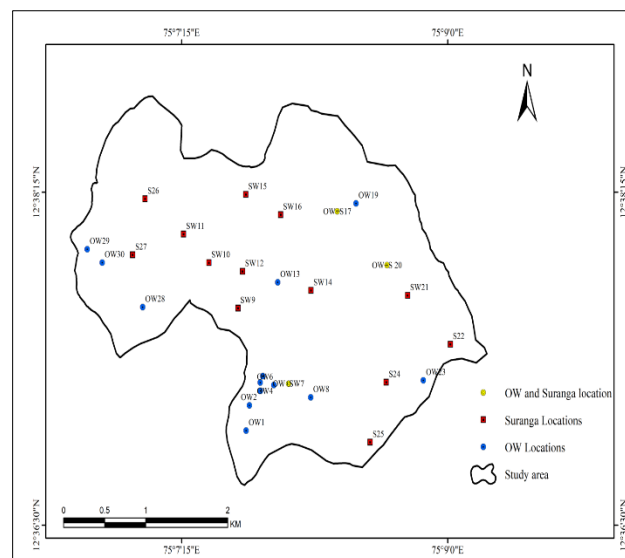 75°7'15"E
75°9'0"E
N
12°38'15"N
12°38'15"N
S26
SW15
OW19
OW+S17
SW16
SW11
OW29
S27
OW30
SW10
SW12
OW13
OW+S 20
SW14
SW21
OW28
SW9
S22
OW6
SW7
S24
OW23
OW4
OW8
OW2
OW1
S25
OW and Suranga location
Suranga Locations
OW Locations
Study area
0 0.5 1 2
KM
12°36'30"N
12°36'30"N
75°7'15"E
75°9'0"E